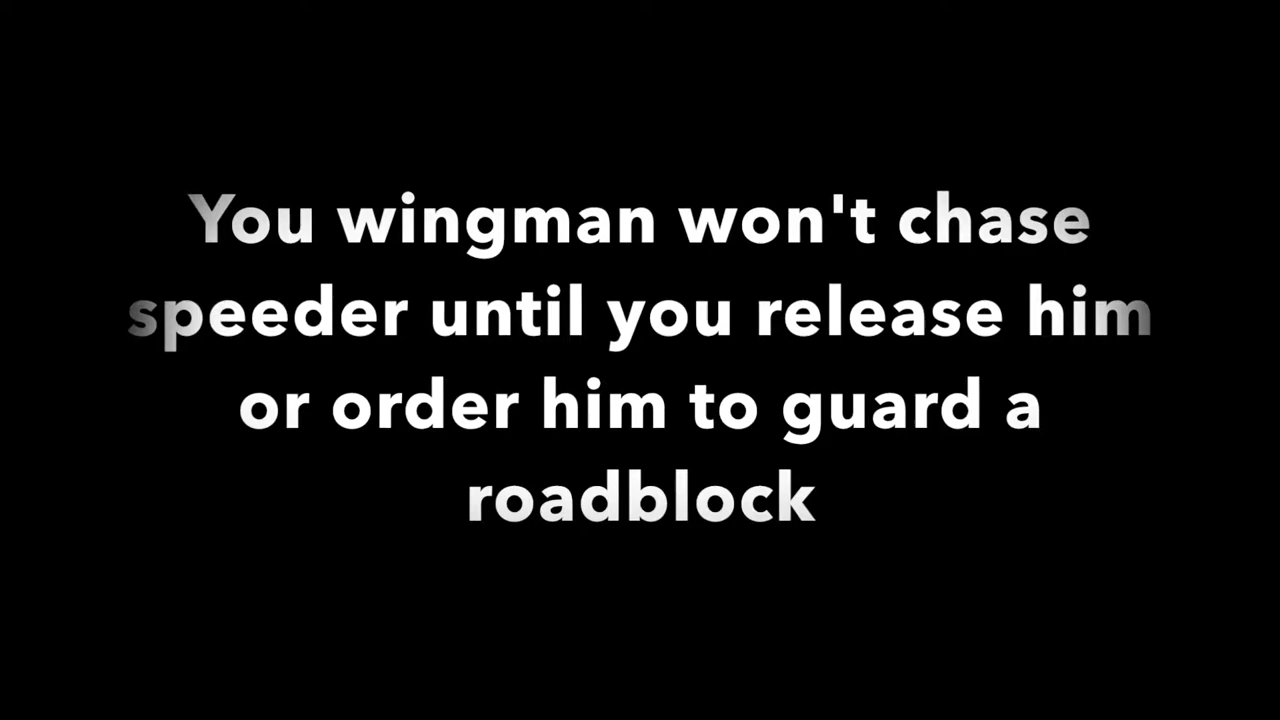 You wingman won't chase
speeder until you release him
or order him to guard a
roadblock